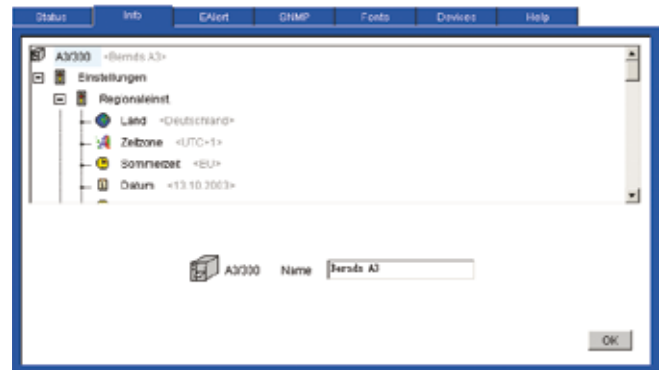 Status Info EAlert SNMP Fonts Devices Help
A3/300 <Bernds A3>
Einstellungen
Regionaleinst.
Land <Deutschland>
Zeitzone <UTC+1>
Sommerzeit <EU>
Datum <13.10.2003>
A3/300 Name Bernds A3
OK